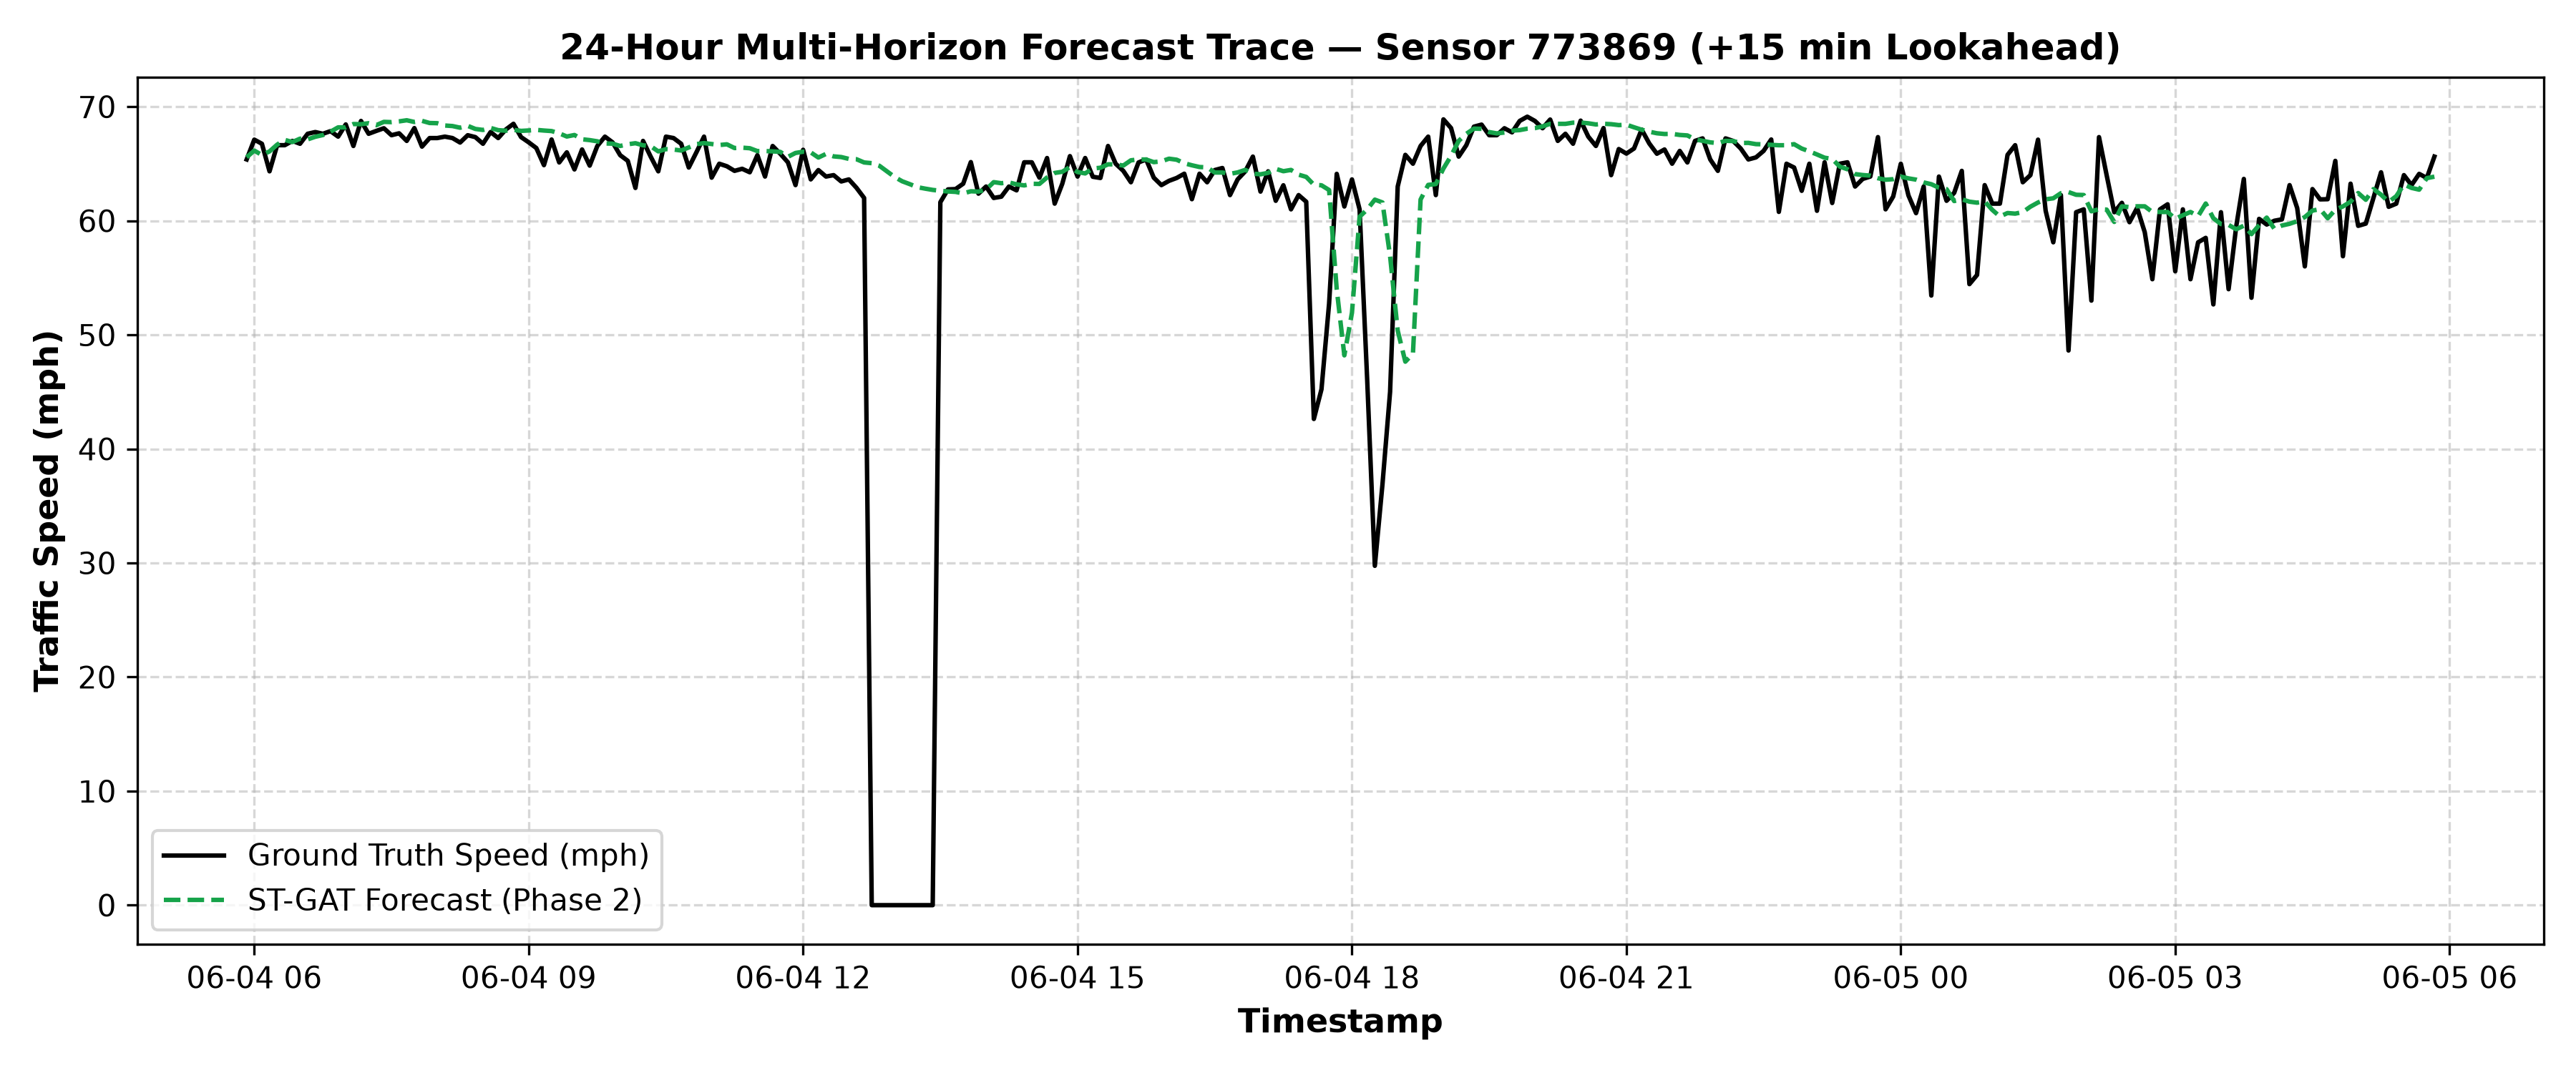 24-Hour Multi-Horizon Forecast Trace — Sensor 773869 (+15 min Lookahead)
Traffic Speed (mph)
70
60
50
40
30
20
10
0
Ground Truth Speed (mph)
ST-GAT Forecast (Phase 2)
06-04 06 06-04 09 06-04 12 06-04 15 06-04 18 06-04 21 06-05 00 06-05 03 06-05 06
Timestamp